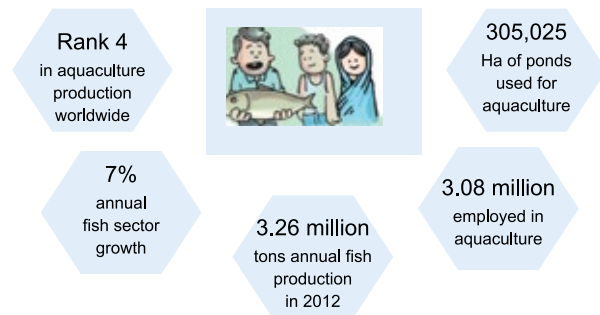 Rank 4
in aquaculture
production
worldwide
305,025
Ha of ponds
used for
aquaculture
7%
annual
fish sector
growth
3.26 million
tons annual fish
production
in 2012
3.08 million
employed in
aquaculture